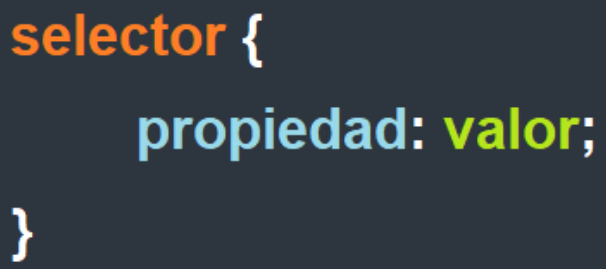 selector {
propiedad: valor;
}